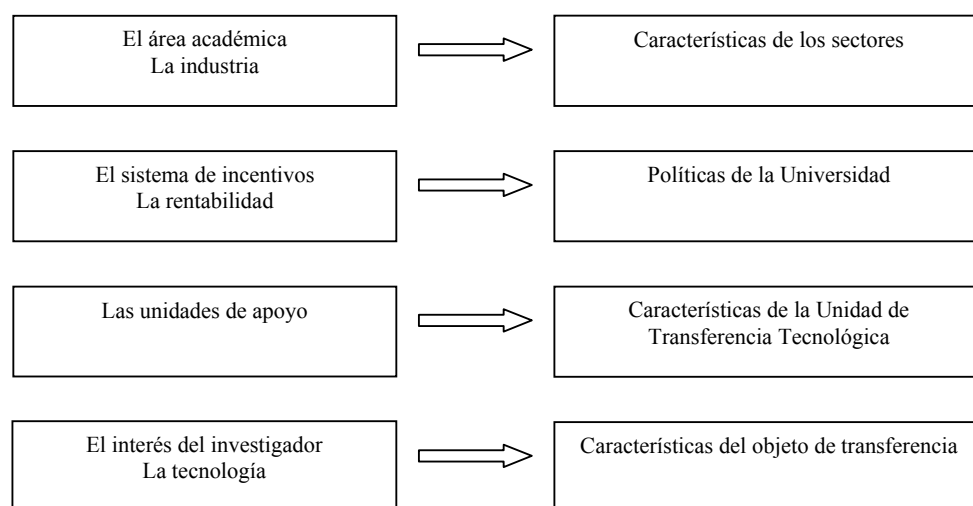 El área académica
La industria
Características de los sectores
El sistema de incentivos
La rentabilidad
Políticas de la Universidad
Las unidades de apoyo
Características de la Unidad de
Transferencia Tecnológica
El interés del investigador
La tecnología
Características del objeto de transferencia